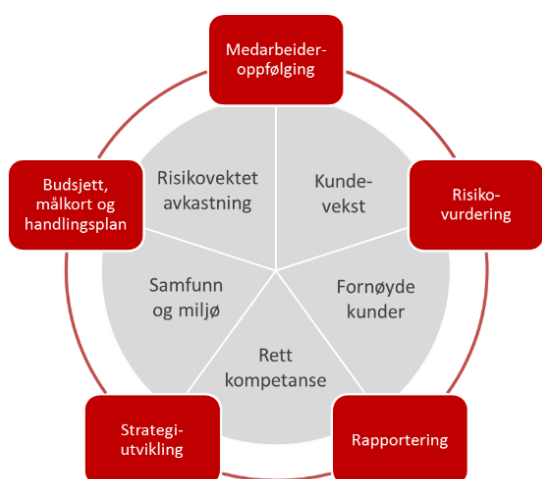 Medarbeider-
oppfølging
Budsjett,
målkort og
handlingsplan
Risikovektet
avkastning
Kunde-
vekst
Risiko-
vurdering
Samfunn
og miljø
Fornøyde
kunder
Rett
kompetanse
Strategi-
utvikling
Rapportering